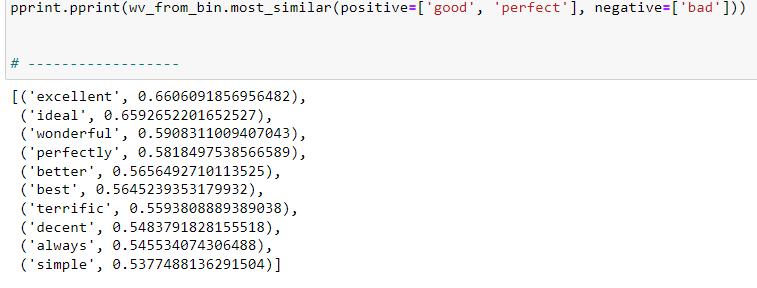 pprint.pprint(wv_from_bin.most_similar(positive=['good', 'perfect'], negative=['bad']))
# ------------------
[('excellent', 0.6606091856956482),
('ideal', 0.6592652201652527),
('wonderful', 0.5908311009407043),
('perfectly', 0.5818497538566589),
('better', 0.5656492710113525),
('best', 0.5645239353179932),
('terrific', 0.5593808889389038),
('decent', 0.5483791828155518),
('always', 0.545534074306488),
('simple', 0.5377488136291504)]